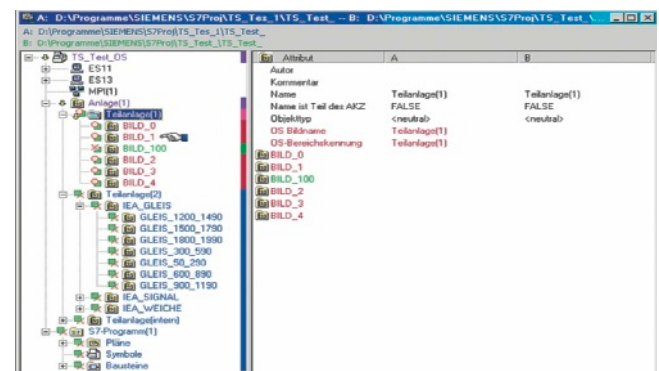 A: D:\Programme\SIEMENS\S7Proj\TS_Tes_1\TS_Test_ -- B: D:\Programme\SIEMENS\S7Proj\TS_Test_\...
A: D:\Programme\SIEMENS\S7Proj\TS_Tes_1\TS_Test_
B: D:\Programme\SIEMENS\S7Proj\TS_Test_\TS_Test_
TS_Test_OS
ES11
ES13
MPI(1)
Anlage(1)
Teilanlage(1)
BILD_0
BILD_1
BILD_100
BILD_2
BILD_3
BILD_4
Teilanlage(2)
IEA_GLEIS
GLEIS_1200_1490
GLEIS_1500_1790
GLEIS_1800_1990
GLEIS_300_590
GLEIS_50_290
GLEIS_600_890
GLEIS_900_1190
IEA_SIGNAL
IEA_WEICHE
Teilanlage(intern)
S7-Programm(1)
Pläne
Symbole
Bausteine
Attribut A B
Autor
Kommentar
Name Teilanlage(1) Teilanlage(1)
Name ist Teil des AKZ FALSE FALSE
Objekttyp <neutral> <neutral>
OS Bildname Teilanlage(1)
OS-Bereichskennung Teilanlage(1)
BILD_0
BILD_1
BILD_100
BILD_2
BILD_3
BILD_4